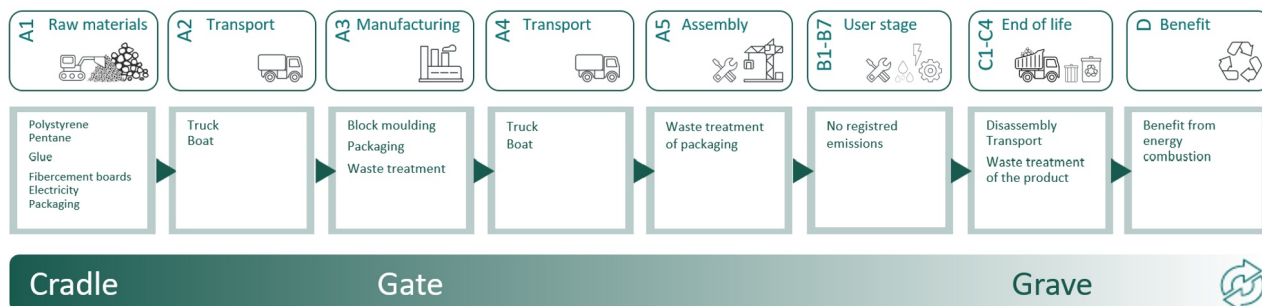 A1 Raw materials
A2 Transport
A3 Manufacturing
A4 Transport
A5 Assembly
B1-B7 User stage
C1-C4 End of life
D Benefit
Polystyrene
Pentane
Glue
Fibercement boards
Electricity
Packaging
Truck
Boat
Block moulding
Packaging
Waste treatment
Truck
Boat
Waste treatment
of packaging
No registred
emissions
Disassembly
Transport
Waste treatment
of the product
Benefit from
energy
combustion
Cradle
Gate
Grave